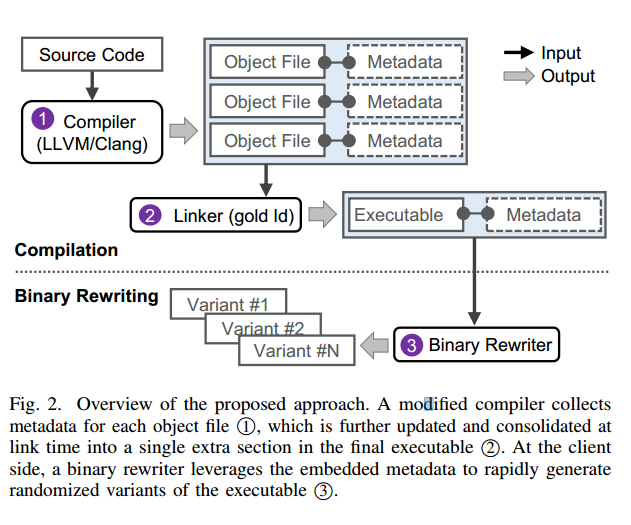 Source Code
Object File
Metadata
Input
Output
1 Compiler
(LLVM/Clang)
Object File
Metadata
Object File
Metadata
2 Linker (gold ld)
Executable
Metadata
Compilation
Binary Rewriting
Variant #1
Variant #2
Variant #N
3 Binary Rewriter
Fig. 2. Overview of the proposed approach. A modified compiler collects
metadata for each object file ①, which is further updated and consolidated at
link time into a single extra section in the final executable ②. At the client
side, a binary rewriter leverages the embedded metadata to rapidly generate
randomized variants of the executable ③.